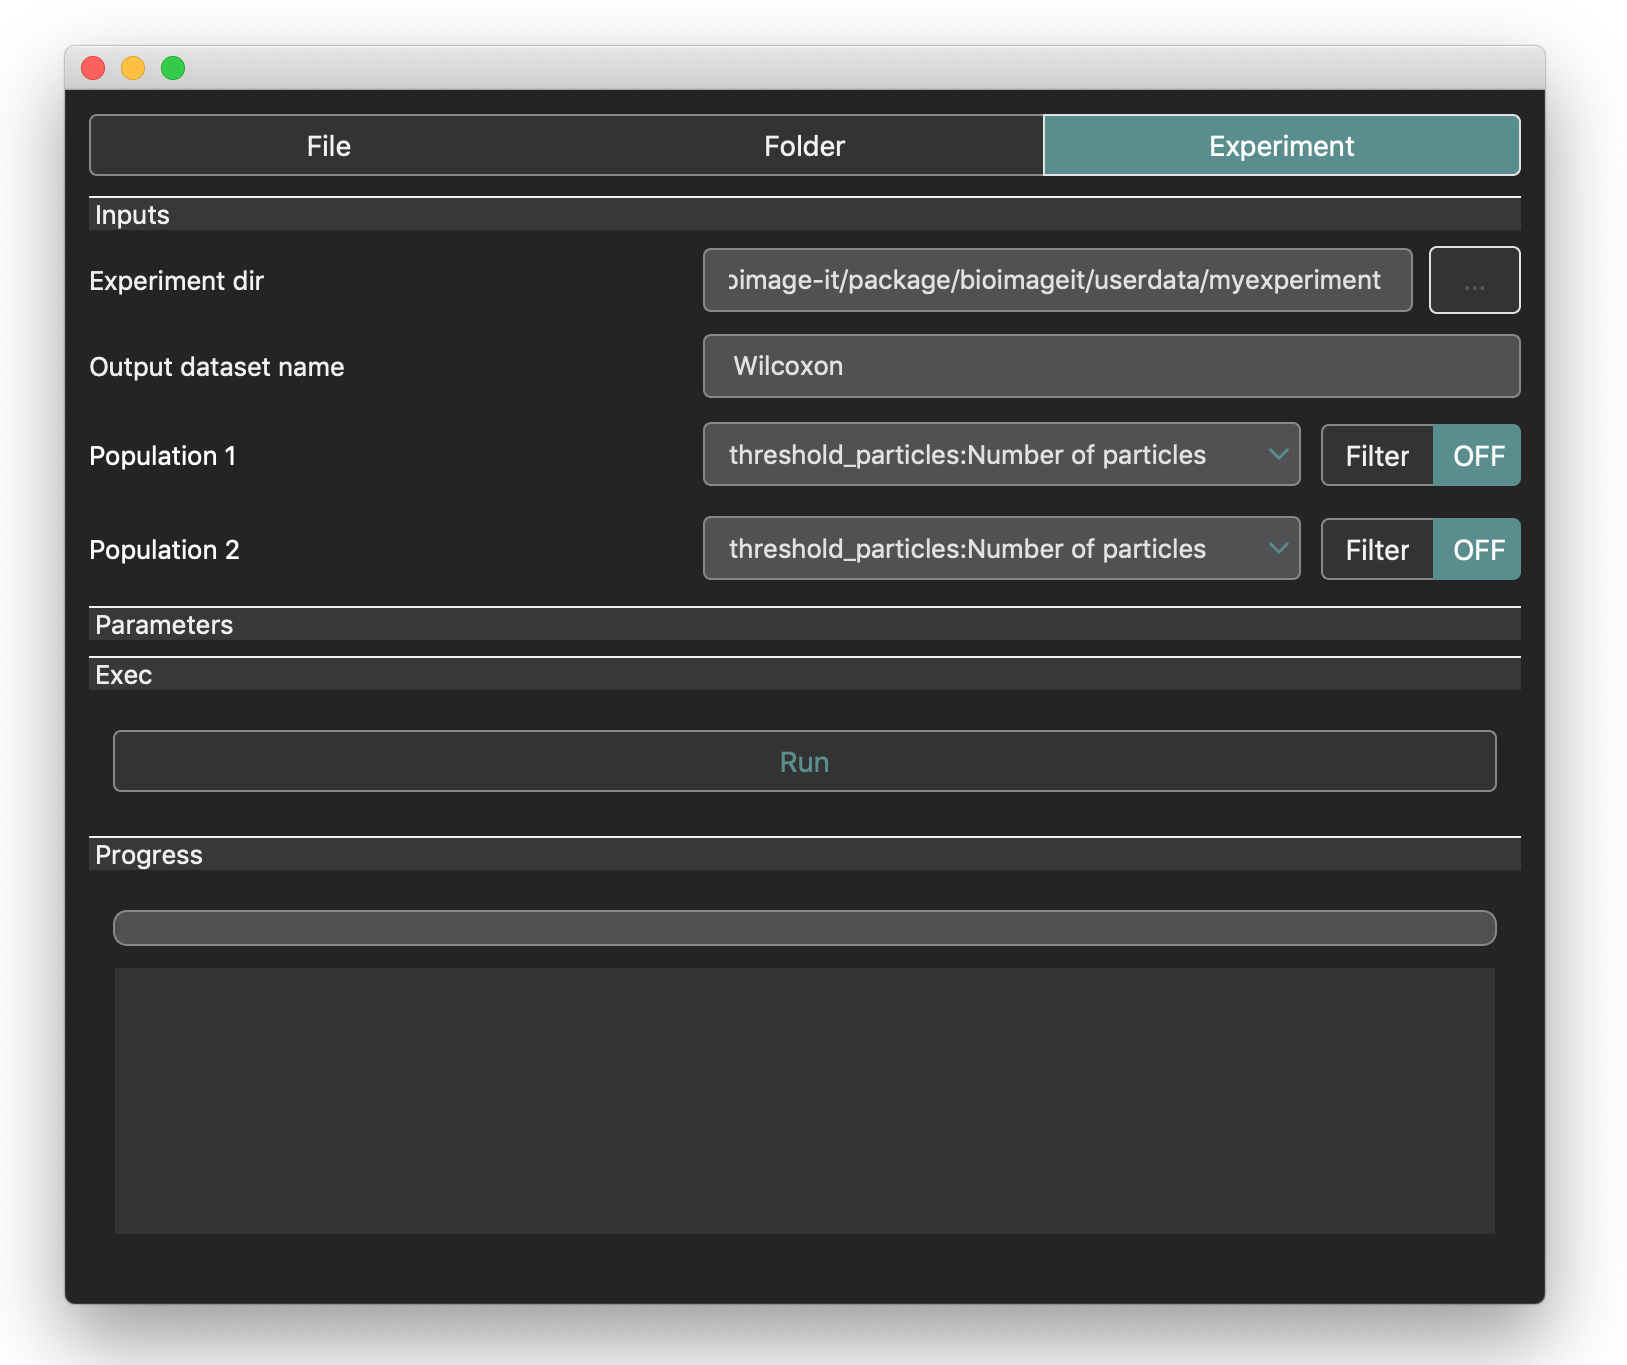 File Folder Experiment
Inputs
Experiment dir oimage-it/package/bioimageit/userdata/myexperiment ...
Output dataset name Wilcoxon
Population 1 threshold_particles:Number of particles Filter OFF
Population 2 threshold_particles:Number of particles Filter OFF
Parameters
Exec
Run
Progress